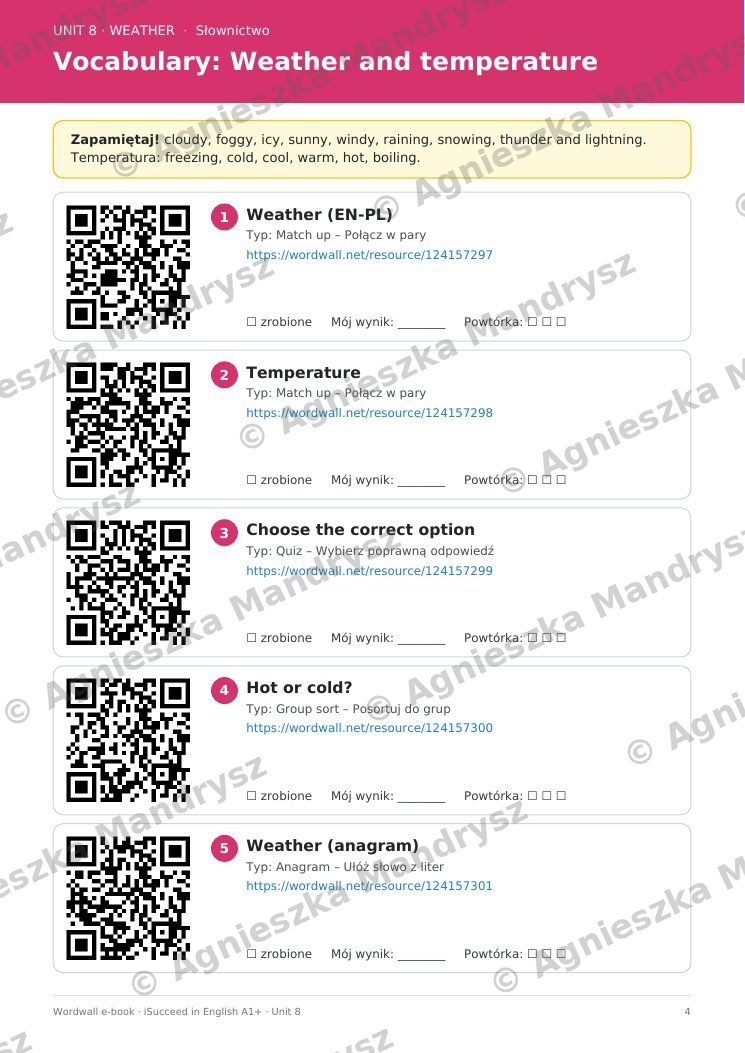 UNIT 8 · WEATHER · Słownictwo
Vocabulary: Weather and temperature
Zapamiętaj! cloudy, foggy, icy, sunny, windy, raining, snowing, thunder and lightning.
Temperatura: freezing, cold, cool, warm, hot, boiling.
1 Weather (EN-PL)
Typ: Match up – Połącz w pary
https://wordwall.net/resource/124157297
☐ zrobione Mój wynik: ________ Powtórka: ☐ ☐ ☐
2 Temperature
Typ: Match up – Połącz w pary
https://wordwall.net/resource/124157298
☐ zrobione Mój wynik: ________ Powtórka: ☐ ☐ ☐
3 Choose the correct option
Typ: Quiz – Wybierz poprawną odpowiedź
https://wordwall.net/resource/124157299
☐ zrobione Mój wynik: ________ Powtórka: ☐ ☐ ☐
4 Hot or cold?
Typ: Group sort – Posortuj do grup
https://wordwall.net/resource/124157300
☐ zrobione Mój wynik: ________ Powtórka: ☐ ☐ ☐
5 Weather (anagram)
Typ: Anagram – Ułóż słowo z liter
https://wordwall.net/resource/124157301
☐ zrobione Mój wynik: ________ Powtórka: ☐ ☐ ☐
Wordwall e-book · iSucceed in English A1+ · Unit 8 4
© Agnieszka Mandrysz